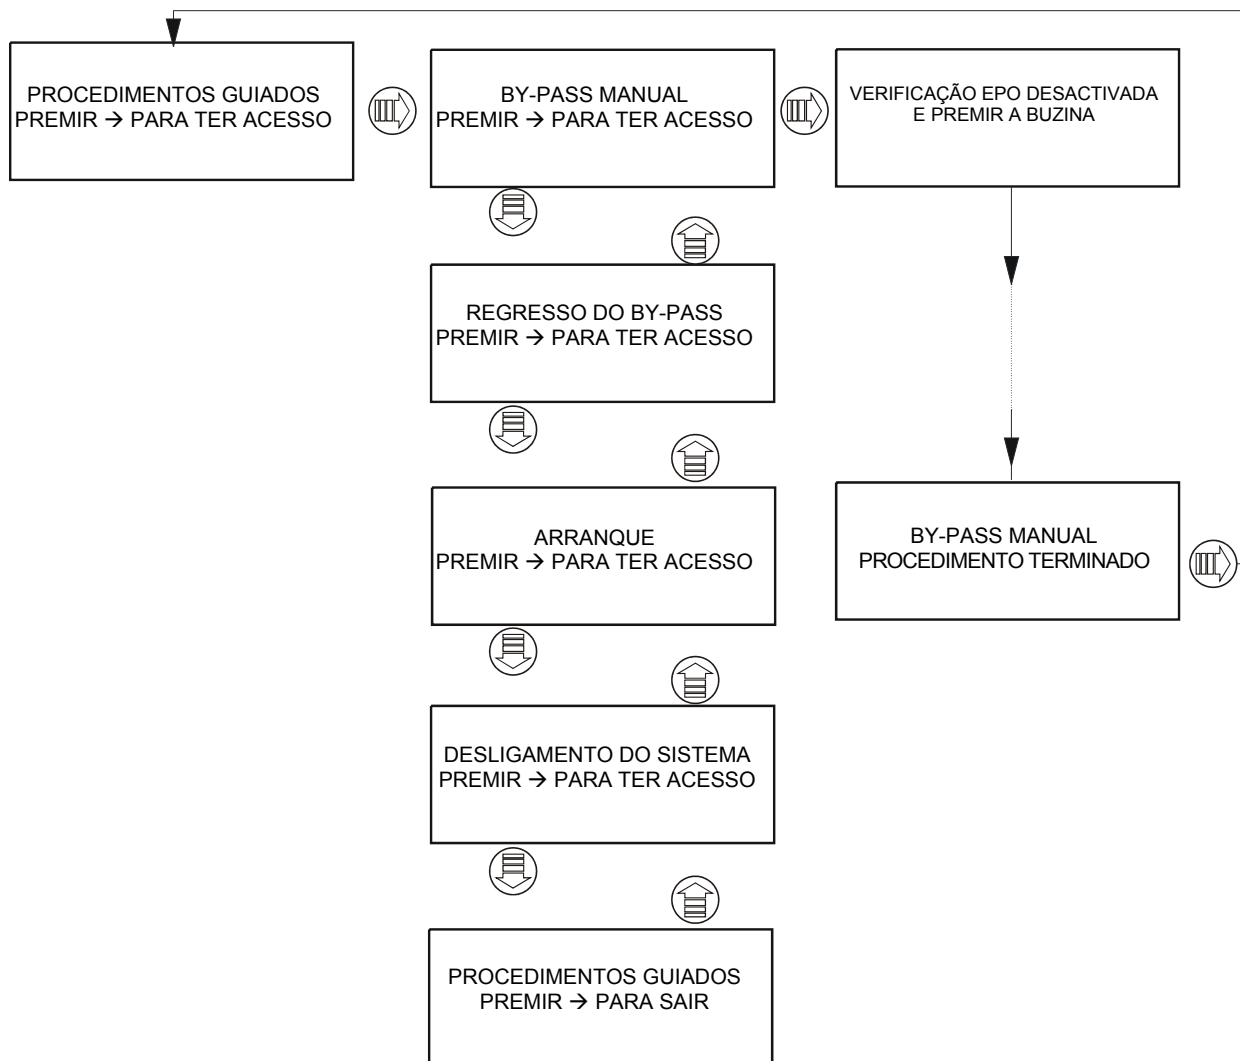 PROCEDIMENTOS GUIADOS
PREMIR → PARA TER ACESSO
BY-PASS MANUAL
PREMIR → PARA TER ACESSO
VERIFICAÇÃO EPO DESACTIVADA
E PREMIR A BUZINA
REGRESSO DO BY-PASS
PREMIR → PARA TER ACESSO
ARRANQUE
PREMIR → PARA TER ACESSO
BY-PASS MANUAL
PROCEDIMENTO TERMINADO
DESLIGAMENTO DO SISTEMA
PREMIR → PARA TER ACESSO
PROCEDIMENTOS GUIADOS
PREMIR → PARA SAIR